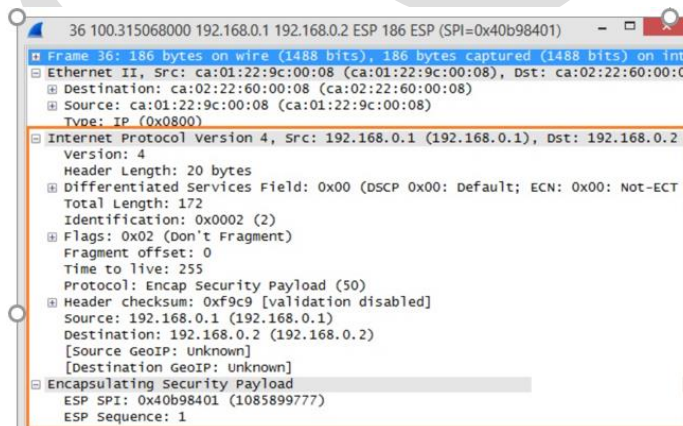 36 100.315068000 192.168.0.1 192.168.0.2 ESP 186 ESP (SPI=0x40b98401)
Frame 36: 186 bytes on wire (1488 bits), 186 bytes captured (1488 bits) on int
Ethernet II, Src: ca:01:22:9c:00:08 (ca:01:22:9c:00:08), Dst: ca:02:22:60:00:0
Destination: ca:02:22:60:00:08 (ca:02:22:60:00:08)
Source: ca:01:22:9c:00:08 (ca:01:22:9c:00:08)
Type: IP (0x0800)
Internet Protocol Version 4, Src: 192.168.0.1 (192.168.0.1), Dst: 192.168.0.2
Version: 4
Header Length: 20 bytes
Differentiated Services Field: 0x00 (DSCP 0x00: Default; ECN: 0x00: Not-ECT
Total Length: 172
Identification: 0x0002 (2)
Flags: 0x02 (Don't Fragment)
Fragment offset: 0
Time to live: 255
Protocol: Encap Security Payload (50)
Header checksum: 0xf9c9 [validation disabled]
Source: 192.168.0.1 (192.168.0.1)
Destination: 192.168.0.2 (192.168.0.2)
[Source GeoIP: Unknown]
[Destination GeoIP: Unknown]
Encapsulating Security Payload
ESP SPI: 0x40b98401 (1085899777)
ESP Sequence: 1